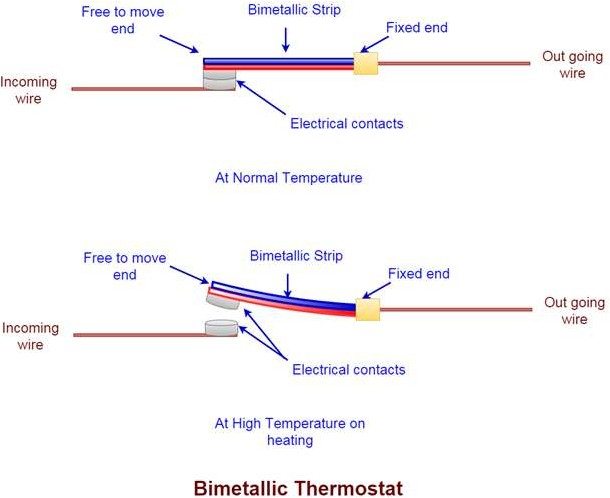 Free to move
end
Bimetallic Strip
Fixed end
Out going
wire
Incoming
wire
Electrical contacts
At Normal Temperature
Free to move
end
Bimetallic Strip
Fixed end
Out going
wire
Incoming
wire
Electrical contacts
At High Temperature on
heating
Bimetallic Thermostat